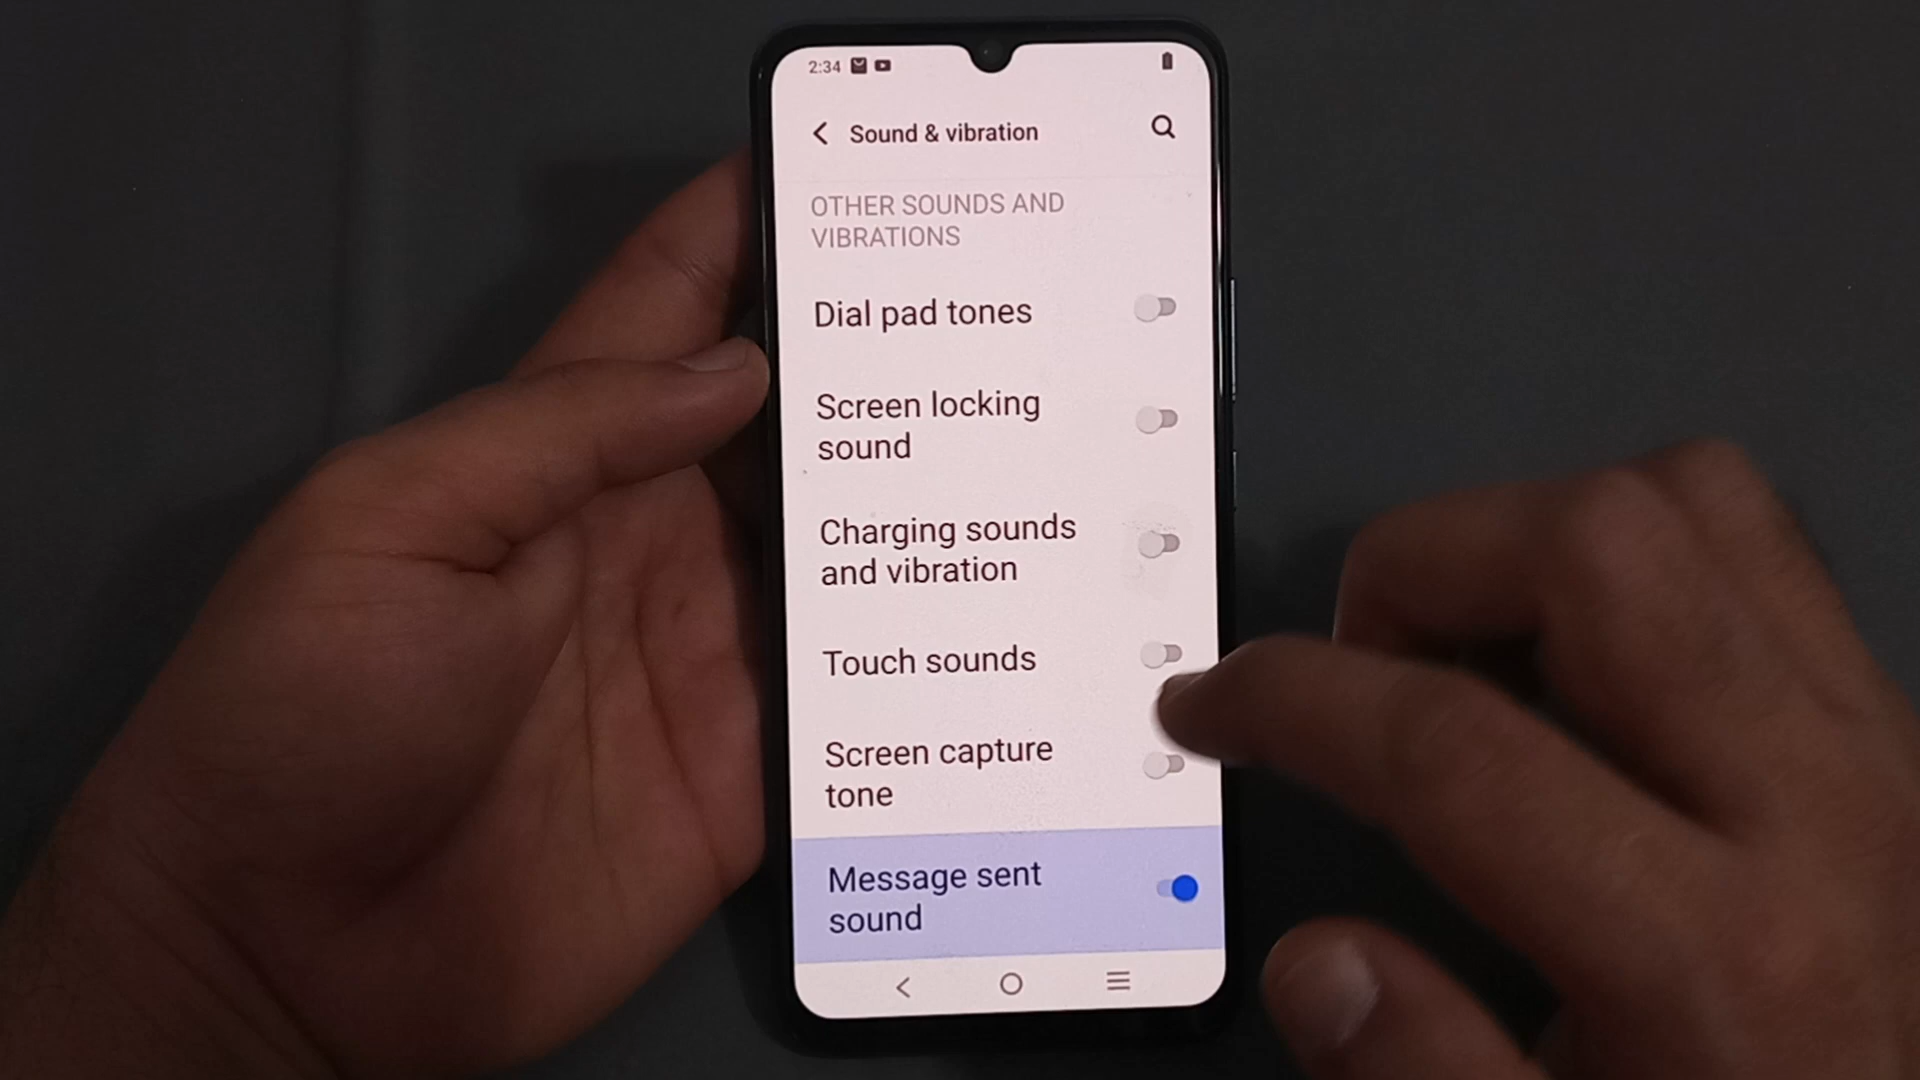 2:34
Sound & vibration
OTHER SOUNDS AND
VIBRATIONS
Dial pad tones
Screen locking
sound
Charging sounds
and vibration
Touch sounds
Screen capture
tone
Message sent
sound